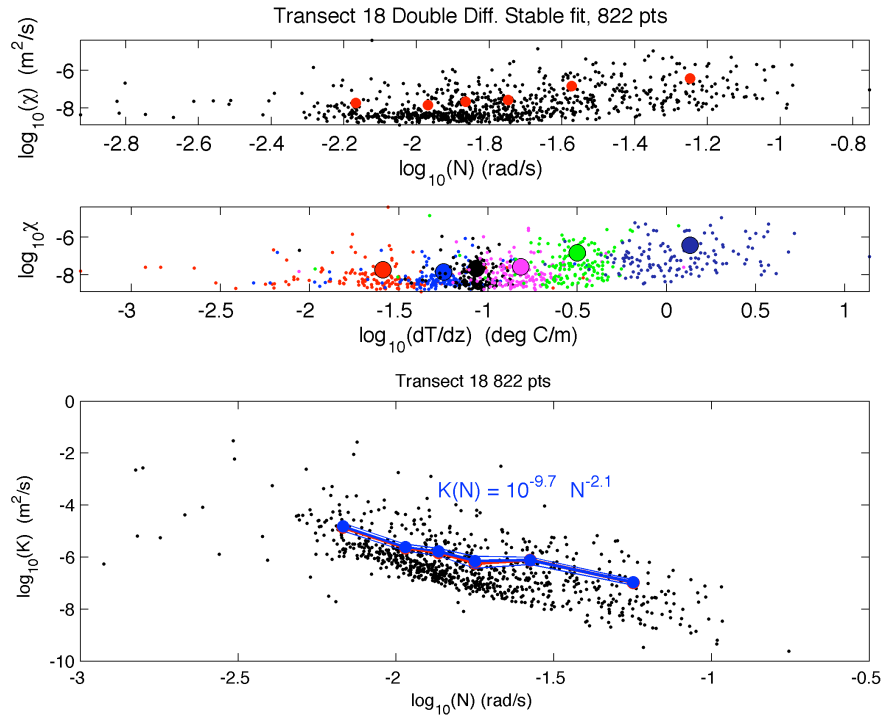 Transect 18 Double Diff. Stable fit, 822 pts
log₁₀(χ) (m²/s)
-6
-8
-2.8 -2.6 -2.4 -2.2 -2 -1.8 -1.6 -1.4 -1.2 -1 -0.8
log₁₀(N) (rad/s)
log₁₀χ
-6
-8
-3 -2.5 -2 -1.5 -1 -0.5 0 0.5 1
log₁₀(dT/dz) (deg C/m)
Transect 18 822 pts
log₁₀(K) (m²/s)
0
-2
-4
K(N) = 10^-9.7 N^-2.1
-6
-8
-10
-3 -2.5 -2 -1.5 -1 -0.5
log₁₀(N) (rad/s)